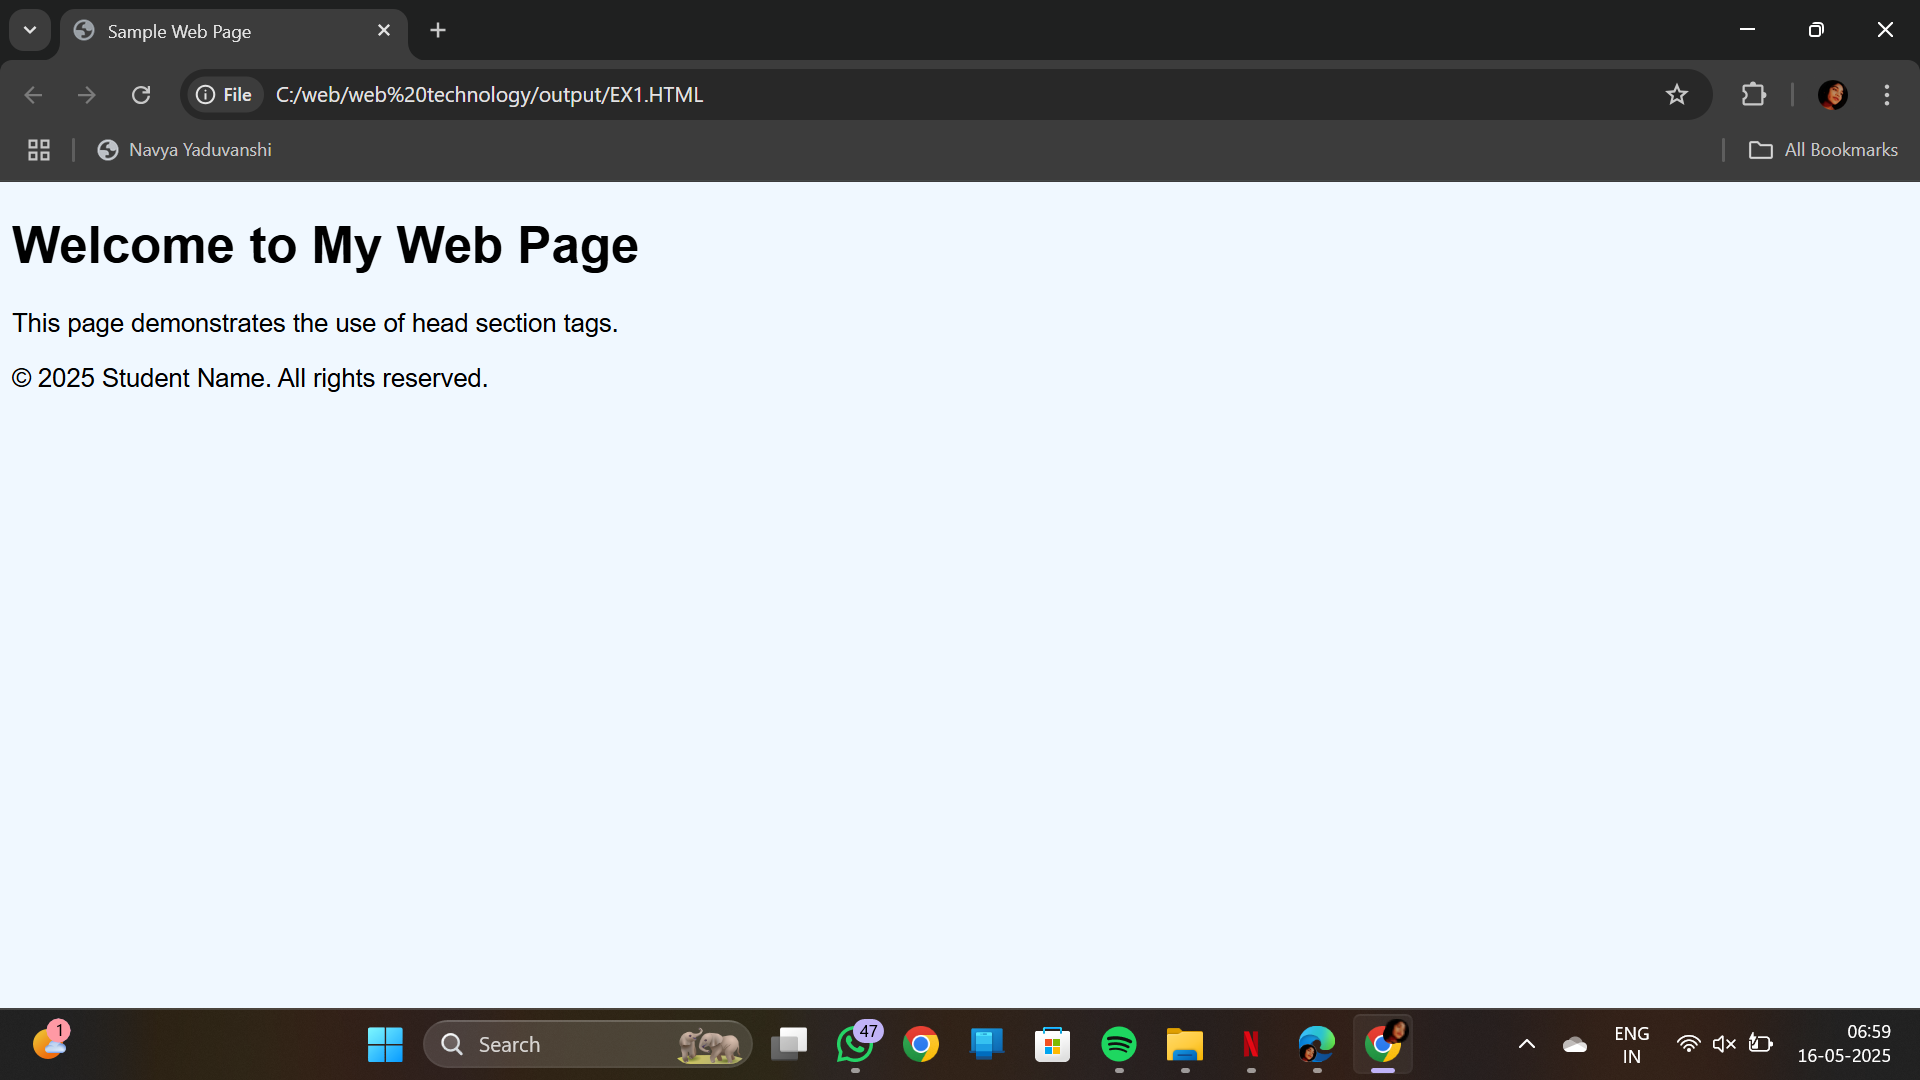 Sample Web Page
File
C:/web/web%20technology/output/EX1.HTML
Navya Yaduvanshi
All Bookmarks
Welcome to My Web Page
This page demonstrates the use of head section tags.
© 2025 Student Name. All rights reserved.
1
Search
47
N
ENG
IN
06:59
16-05-2025